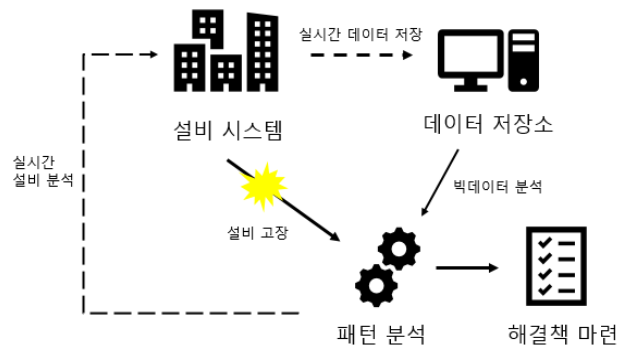 실시간 데이터 저장
설비 시스템
데이터 저장소
실시간
설비 분석
빅데이터 분석
설비 고장
패턴 분석
해결책 마련